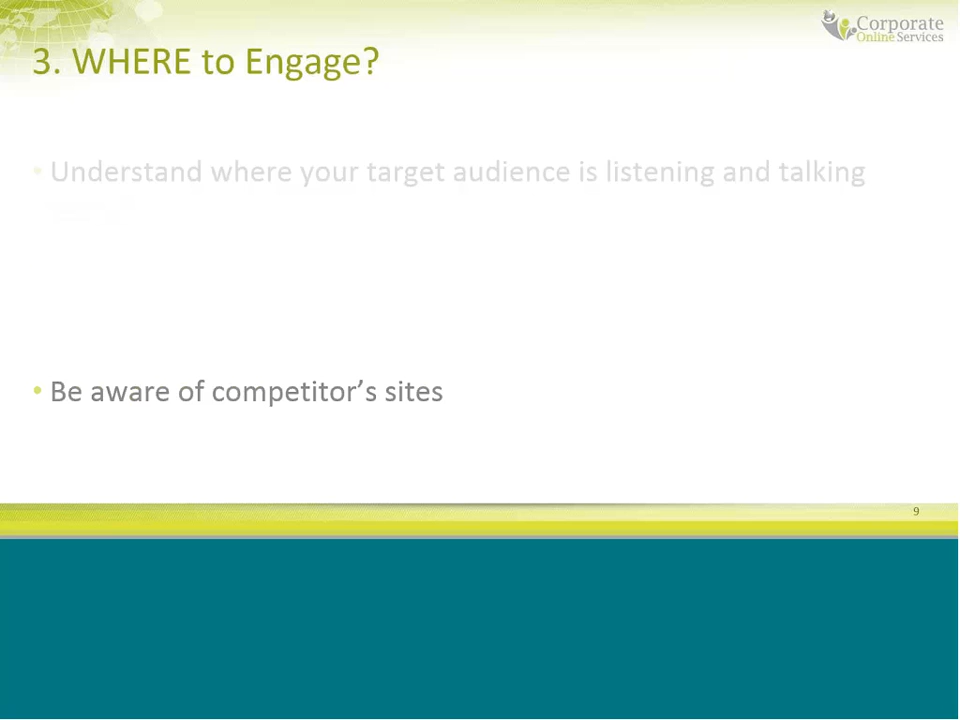 Corporate
Online Services
3. WHERE to Engage?
• Understand where your target audience is listening and talking
• Be aware of competitor’s sites
9